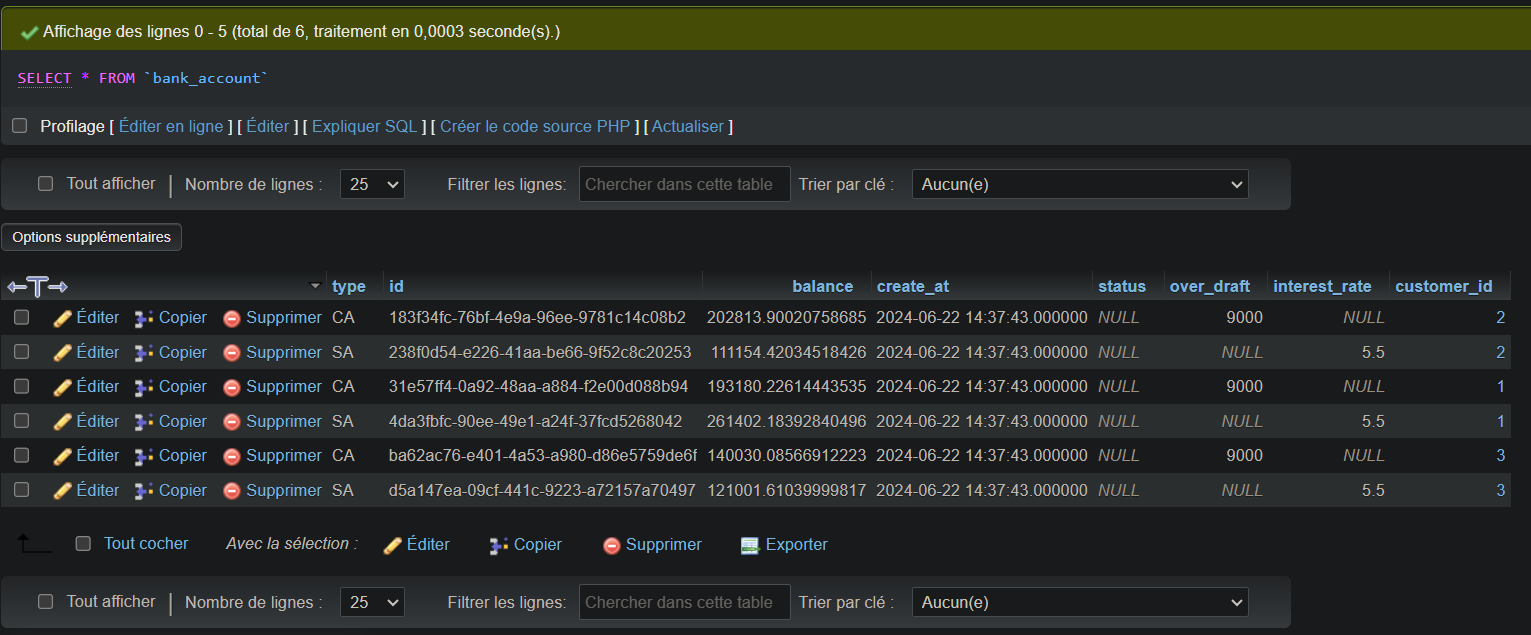 Affichage des lignes 0 - 5 (total de 6, traitement en 0,0003 seconde(s).)
SELECT * FROM `bank_account`
Profilage [ Éditer en ligne ] [ Éditer ] [ Expliquer SQL ] [ Créer le code source PHP ] [ Actualiser ]
Tout afficher | Nombre de lignes : 25 Filtrer les lignes: Chercher dans cette table Trier par clé : Aucun(e)
Options supplémentaires
←T→ type id balance create_at status over_draft interest_rate customer_id
Éditer Copier Supprimer CA 183f34fc-76bf-4e9a-96ee-9781c14c08b2 202813.90020758685 2024-06-22 14:37:43.000000 NULL 9000 NULL 2
Éditer Copier Supprimer SA 238f0d54-e226-41aa-be66-9f52c8c20253 111154.42034518426 2024-06-22 14:37:43.000000 NULL NULL 5.5 2
Éditer Copier Supprimer CA 31e57ff4-0a92-48aa-a884-f2e00d088b94 193180.22614443535 2024-06-22 14:37:43.000000 NULL 9000 NULL 1
Éditer Copier Supprimer SA 4da3fbfc-90ee-49e1-a24f-37fcd5268042 261402.18392840496 2024-06-22 14:37:43.000000 NULL NULL 5.5 1
Éditer Copier Supprimer CA ba62ac76-e401-4a53-a980-d86e5759de6f 140030.08566912223 2024-06-22 14:37:43.000000 NULL 9000 NULL 3
Éditer Copier Supprimer SA d5a147ea-09cf-441c-9223-a72157a70497 121001.61039999817 2024-06-22 14:37:43.000000 NULL NULL 5.5 3
Tout cocher Avec la sélection : Éditer Copier Supprimer Exporter
Tout afficher | Nombre de lignes : 25 Filtrer les lignes: Chercher dans cette table Trier par clé : Aucun(e)